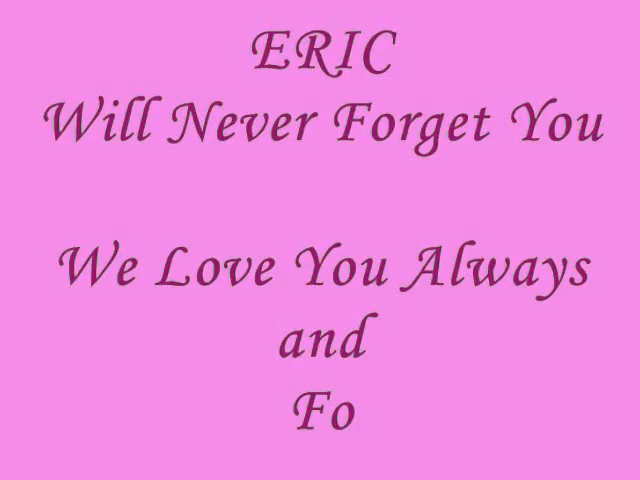 ERIC
Will Never Forget You
We Love You Always
and
Fo